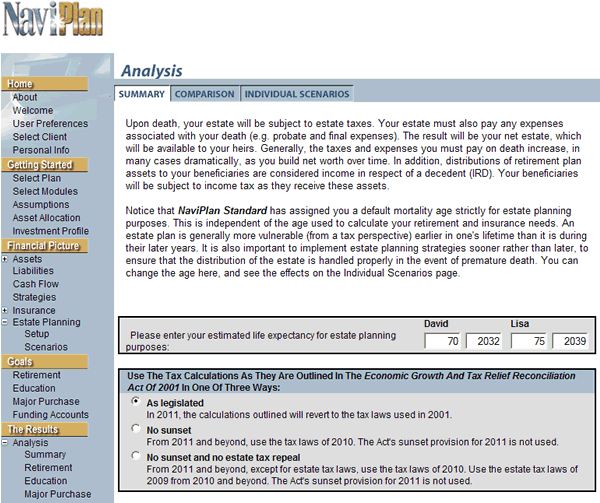 NaviPlan
Analysis
SUMMARY COMPARISON INDIVIDUAL SCENARIOS
Home
About
Welcome
User Preferences
Select Client
Personal Info
Getting Started
Select Plan
Select Modules
Assumptions
Asset Allocation
Investment Profile
Financial Picture
Assets
Liabilities
Cash Flow
Strategies
Insurance
Estate Planning
Setup
Scenarios
Goals
Retirement
Education
Major Purchase
Funding Accounts
The Results
Analysis
Summary
Retirement
Education
Major Purchase
Upon death, your estate will be subject to estate taxes. Your estate must also pay any expenses
associated with your death (e.g. probate and final expenses). The result will be your net estate, which
will be available to your heirs. Generally, the taxes and expenses you must pay on death increase, in
many cases dramatically, as you build net worth over time. In addition, distributions of retirement plan
assets to your beneficiaries are considered income in respect of a decedent (IRD). Your beneficiaries
will be subject to income tax as they receive these assets.
Notice that NaviPlan Standard has assigned you a default mortality age strictly for estate planning
purposes. This is independent of the age used to calculate your retirement and insurance needs. An
estate plan is generally more vulnerable (from a tax perspective) earlier in one's lifetime than it is during
their later years. It is also important to implement estate planning strategies sooner rather than later, to
ensure that the distribution of the estate is handled properly in the event of premature death. You can
change the age here, and see the effects on the Individual Scenarios page.
David Lisa
Please enter your estimated life expectancy for estate planning
purposes: 70 2032 75 2039
Use The Tax Calculations As They Are Outlined In The Economic Growth And Tax Relief Reconciliation
Act Of 2001 In One Of Three Ways:
As legislated
In 2011, the calculations outlined will revert to the tax laws used in 2001.
No sunset
From 2011 and beyond, use the tax laws of 2010. The Act's sunset provision for 2011 is not used.
No sunset and no estate tax repeal
From 2011 and beyond, except for estate tax laws, use the tax laws of 2010. Use the estate tax laws of
2009 from 2010 and beyond. The Act's sunset provision for 2011 is not used.